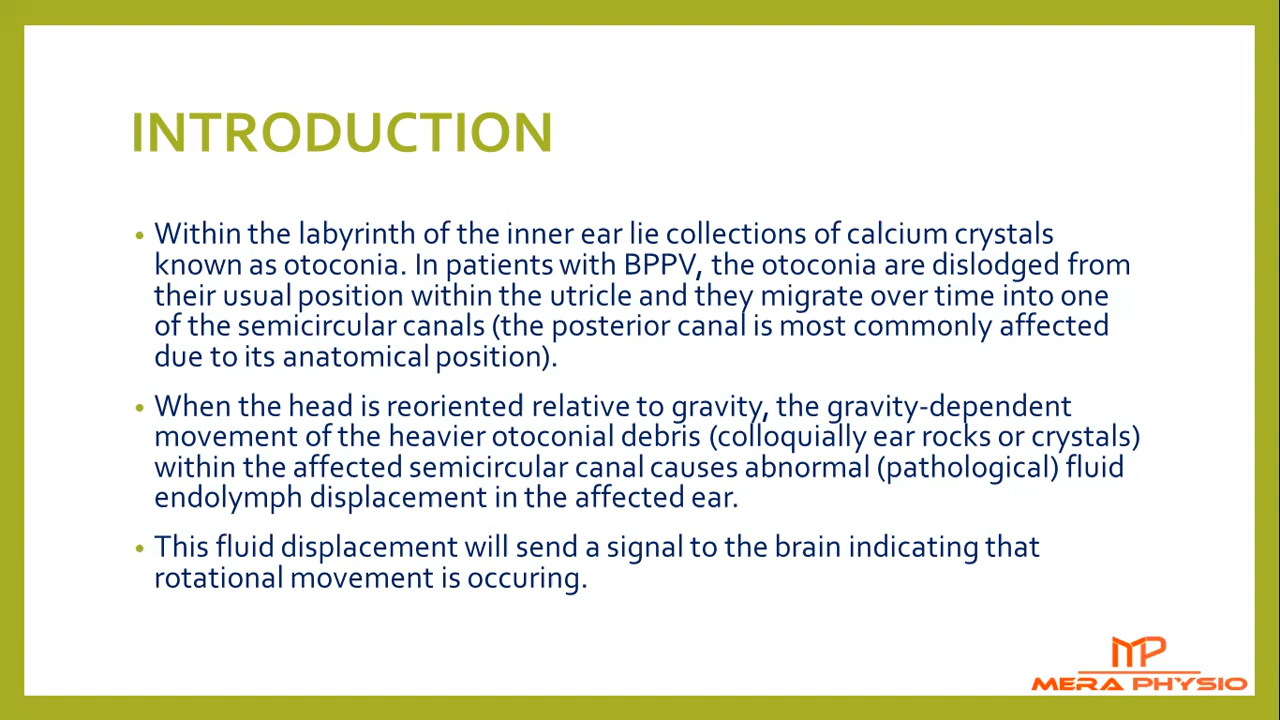 INTRODUCTION
• Within the labyrinth of the inner ear lie collections of calcium crystals
known as otoconia. In patients with BPPV, the otoconia are dislodged from
their usual position within the utricle and they migrate over time into one
of the semicircular canals (the posterior canal is most commonly affected
due to its anatomical position).
• When the head is reoriented relative to gravity, the gravity-dependent
movement of the heavier otoconial debris (colloquially ear rocks or crystals)
within the affected semicircular canal causes abnormal (pathological) fluid
endolymph displacement in the affected ear.
• This fluid displacement will send a signal to the brain indicating that
rotational movement is occuring.
MP
MERA PHYSIO